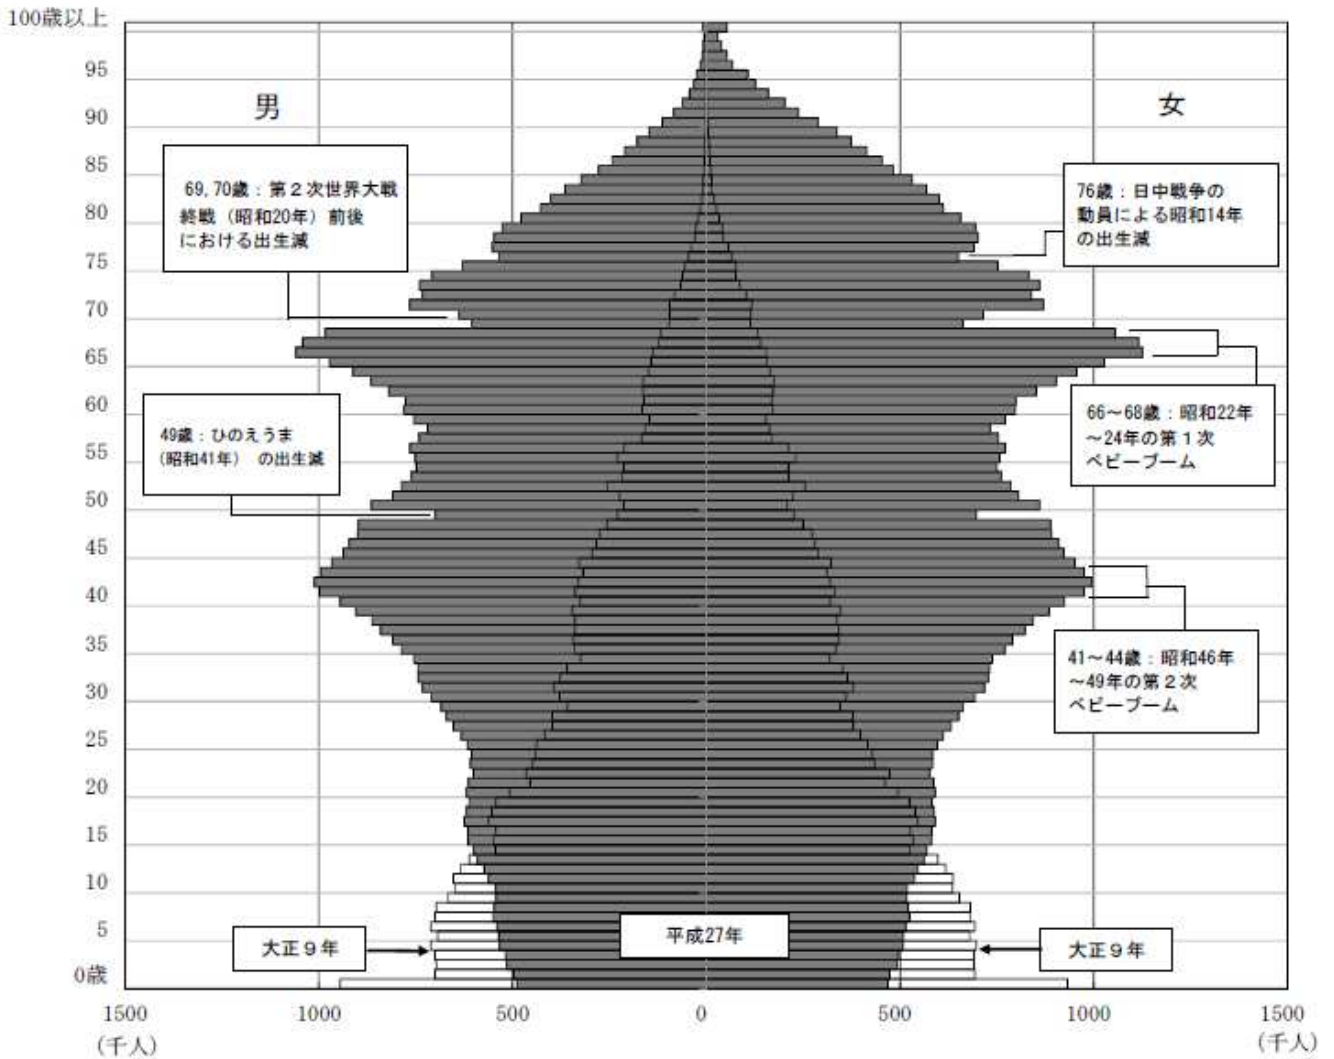 100歳以上
95
90
85
80
75
70
65
60
55
50
45
40
35
30
25
20
15
10
5
0歳
男
女
69,70歳：第２次世界大戦
終戦（昭和20年）前後
における出生減
76歳：日中戦争の
動員による昭和14年
の出生減
49歳：ひのえうま
(昭和41年)　の出生減
66～68歳：昭和22年
～24年の第１次
ベビーブーム
41～44歳：昭和46年
～49年の第２次
ベビーブーム
大正９年
平成27年
大正９年
1500 1000 500 0 500 1000 1500
(千人) (千人)